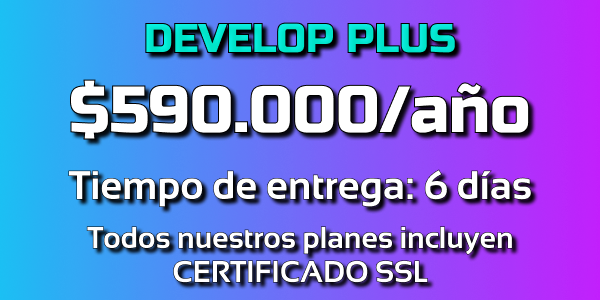 DEVELOP PLUS
$590.000/año
Tiempo de entrega: 6 días
Todos nuestros planes incluyen
CERTIFICADO SSL